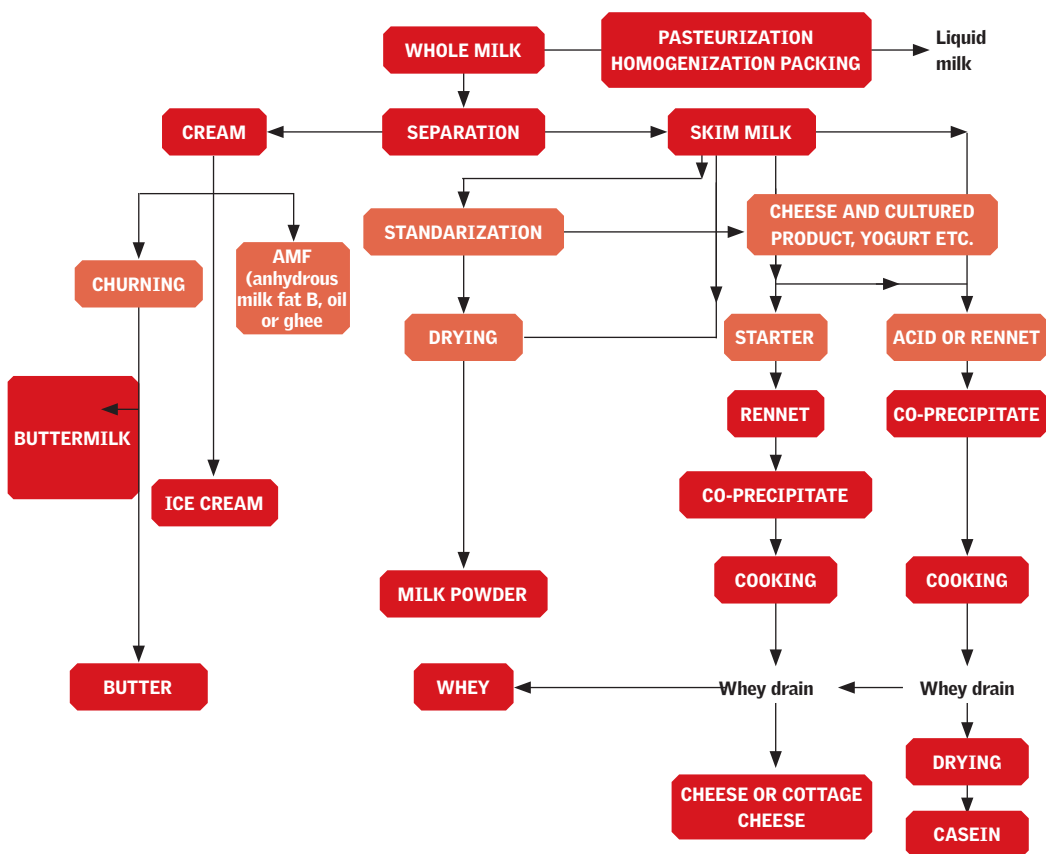 WHOLE MILK
PASTEURIZATION
HOMOGENIZATION PACKING
Liquid
milk
CREAM
SEPARATION
SKIM MILK
STANDARIZATION
CHEESE AND CULTURED
PRODUCT, YOGURT ETC.
CHURNING
AMF
(anhydrous
milk fat B, oil
or ghee
DRYING
STARTER
ACID OR RENNET
BUTTERMILK
RENNET
CO-PRECIPITATE
ICE CREAM
CO-PRECIPITATE
MILK POWDER
COOKING
COOKING
BUTTER
WHEY
Whey drain
Whey drain
DRYING
CHEESE OR COTTAGE
CHEESE
CASEIN